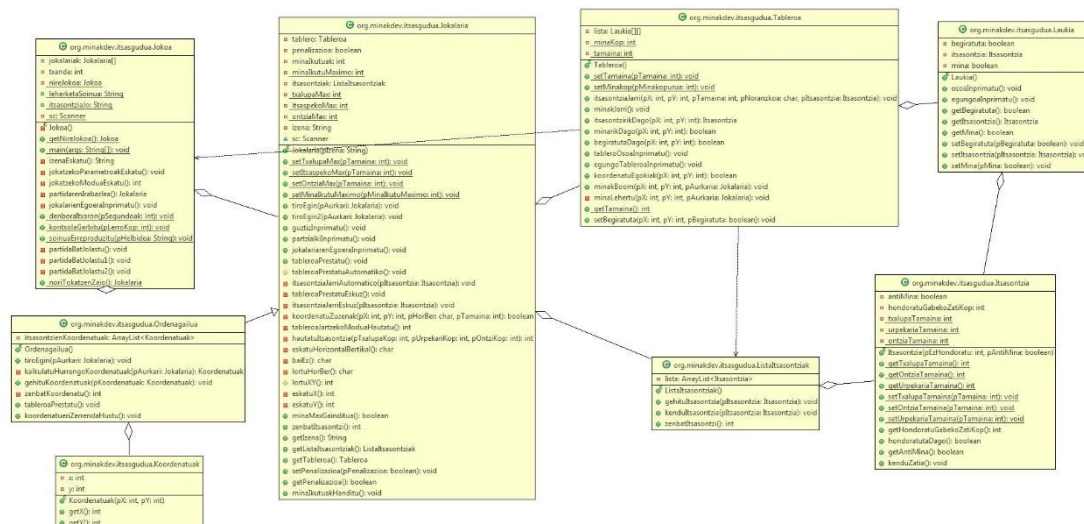 org.minakdev.itsasgudua.Jokoa
jokalariak: Jokalaria[]
txanda: int
nireJokoa: Jokoa
leherketaSoinua: String
itsasontziaJo: String
sc: Scanner
Jokoa()
getNireJokoa(): Jokoa
main(args: String[]): void
izenaEskatu(): String
jokatzekoParametroakEskatu(): void
jokatzekoModuaEskatu(): int
partidarenIrabazlea(): Jokalaria
jokalarienEgoeraInprimatu(): void
denboraItxaron(pSegundoak: int): void
kontsolaGarbitu(pLerroKop: int): void
soinuaErreproduzitu(pHelbidea: String): void
partidaBatJolastu(): void
partidaBatJolastu1(): void
partidaBatJolastu2(): void
noriTokatzenZaio(): Jokalaria
org.minakdev.itsasgudua.Ordenagailua
itsasontzienKoordenatuak: ArrayList<Koordenatuak>
Ordenagailua()
tiroEgin(pAurkari: Jokalaria): void
kalkulatuHurrengoKoordenatuak(pAurkaria: Jokalaria): Koordenatuak
gehituKoordenatuak(pKoordenatuak: Koordenatuak): void
zenbatKoordenatu(): int
tableroaPrestatu(): void
koordenatuenZerrendaHustu(): void
org.minakdev.itsasgudua.Koordenatuak
x: int
y: int
Koordenatuak(pX: int, pY: int)
getX(): int
getY(): int
org.minakdev.itsasgudua.Jokalaria
tablero: Tableroa
penalizazioa: boolean
minaIkutuak: int
minaIkutuMaximo: int
itsasontziak: ListaItsasontziak
txalupaMax: int
itsaspekoMax: int
ontziaMax: int
izena: String
sc: Scanner
Jokalaria(pIzena: String)
setTxalupaMax(pTamaina: int): void
setItsaspekoMax(pTamaina: int): void
setOntziaMax(pTamaina: int): void
setMinaIkutuMaximo(pMinaIkutuMaximo: int): void
tiroEgin(pAurkari: Jokalaria): void
tiroEgin2(pAurkari: Jokalaria): void
guztizInprimatu(): void
partzialkiInprimatu(): void
jokalariarenEgoeraInprimatu(): void
tableroaPrestatu(): void
tableroaPrestatuAutomatiko(): void
itsasontziaJarriAutomatico(pItsasontzia: Itsasontzia): void
tableroaPrestatuEskuz(): void
itsasontziaJarriEskuz(pItsasontzia: Itsasontzia): void
koordenatuZuzenak(pX: int, pY: int, pHorBer: char, pTamaina: int): boolean
tableroaJartzekoModuaHautatu(): int
hautatuItsasontzia(pTxalupaKop: int, pUrpekariKop: int, pOntziKop: int): int
eskatuHorizontalBertikal(): char
baiEz(): char
lortuHorBer(): char
lortuXY(): int
eskatuX(): int
eskatuY(): int
minaMaxGainditua(): boolean
zenbatItsasontzi(): int
getIzena(): String
getListaItsasontziak(): ListaItsasontziak
getTableroa(): Tableroa
setPenalizazioa(pPenalizazioa: boolean): void
getPenalizazioa(): boolean
minaIkutuakHanditu(): void
org.minakdev.itsasgudua.Tableroa
lista: Laukia[][]
minaKop: int
tamaina: int
Tableroa()
setTamaina(pTamaina: int): void
setMinakop(pMinakopurua: int): void
itsasontziaJarri(pX: int, pY: int, pTamaina: int, pNoranzkoa: char, pItsasontzia: Itsasontzia): void
minakJarri(): void
itsasontzirikDago(pX: int, pY: int): Itsasontzia
minarikDago(pX: int, pY: int): boolean
begiratutaDago(pX: int, pY: int): boolean
tableroOsoaInprimatu(): void
egungoTableroaInprimatu(): void
koordenatuEgokiak(pX: int, pY: int): boolean
minakBoom(pX: int, pY: int, pAurkaria: Jokalaria): void
minaLehertu(pX: int, pY: int, pAurkaria: Jokalaria): void
getTamaina(): int
setBegiratuta(pX: int, pY: int, pBegiratuta: boolean): void
org.minakdev.itsasgudua.Laukia
begiratuta: boolean
itsasontzia: Itsasontzia
mina: boolean
Laukia()
osoaInprimatu(): void
egungoaInprimatu(): void
getBegiratuta(): boolean
getItsasontzia(): Itsasontzia
getMina(): boolean
setBegiratuta(pBegiratuta: boolean): void
setItsasontzia(pItsasontzia: Itsasontzia): void
setMina(pMina: boolean): void
org.minakdev.itsasgudua.ListaItsasontziak
lista: ArrayList<Itsasontzia>
ListaItsasontziak()
gehituItsasontzia(pItsasontzia: Itsasontzia): void
kenduItsasontzia(pItsasontzia: Itsasontzia): void
zenbatItsasontzi(): int
org.minakdev.itsasgudua.Itsasontzia
antiMina: boolean
hondoratuGabekoZatiKop: int
txalupaTamaina: int
urpekariaTamaina: int
ontziaTamaina: int
Itsasontzia(pEzHondoratu: int, pAntiMina: boolean)
getTxalupaTamaina(): int
getOntziaTamaina(): int
getUrpekariaTamaina(): int
setTxalupaTamaina(pTamaina: int): void
setOntziaTamaina(pTamaina: int): void
setUrpekariaTamaina(pTamaina: int): void
getHondoratuGabekoZatiKop(): int
hondoratutaDago(): boolean
getAntiMina(): boolean
kenduZatia(): void